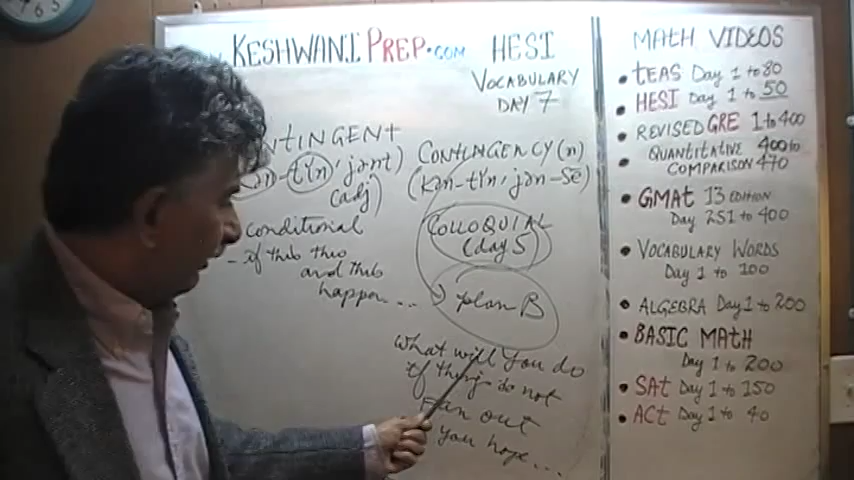 KESHWANI PREP.COM HESI
VOCABULARY
DAY 7
NTINGENT
ən-tin'jənt)
(adj)
conditional
- if this this
and this
happen...
CONTINGENCY (n)
(kən-tin'jən-sē)
COLLOQUIAL
(day 5)
plan B
What will you do
if things do not
out
you hope...
MATH VIDEOS
• TEAS Day 1 to 80
• HESI Day 1 to 50
• REVISED GRE 1 to 400
• QUANTITATIVE 400 to
COMPARISON 470
• GMAT 13 EDITION
Day 251 to 400
• VOCABULARY WORDS
Day 1 to 100
• ALGEBRA Day 1 to 200
• BASIC MATH
Day 1 to 200
• SAT Day 1 to 150
• ACT Day 1 to 40